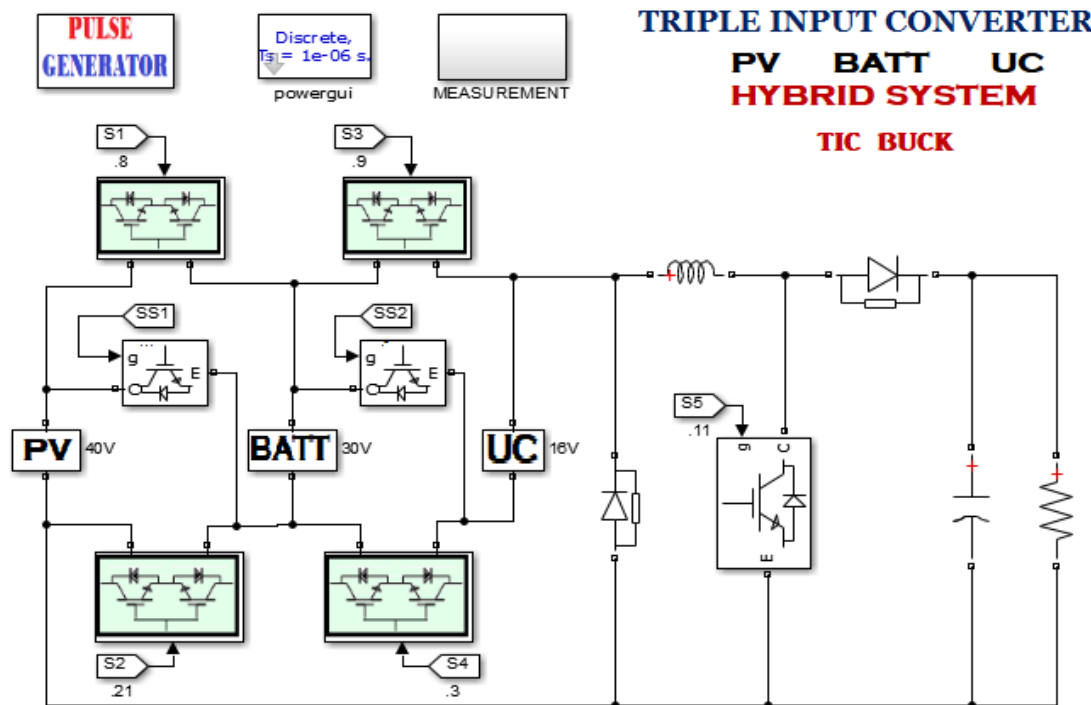 PULSE
GENERATOR
Discrete,
Ts = 1e-06 s.
powergui
MEASUREMENT
TRIPLE INPUT CONVERTER
PV BATT UC
HYBRID SYSTEM
TIC BUCK
S1
.8
S3
.9
SS1
...
g
E
C
SS2
g
E
C
S5
.11
g
C
E
PV
40V
BATT
30V
UC
16V
S2
.21
S4
.3